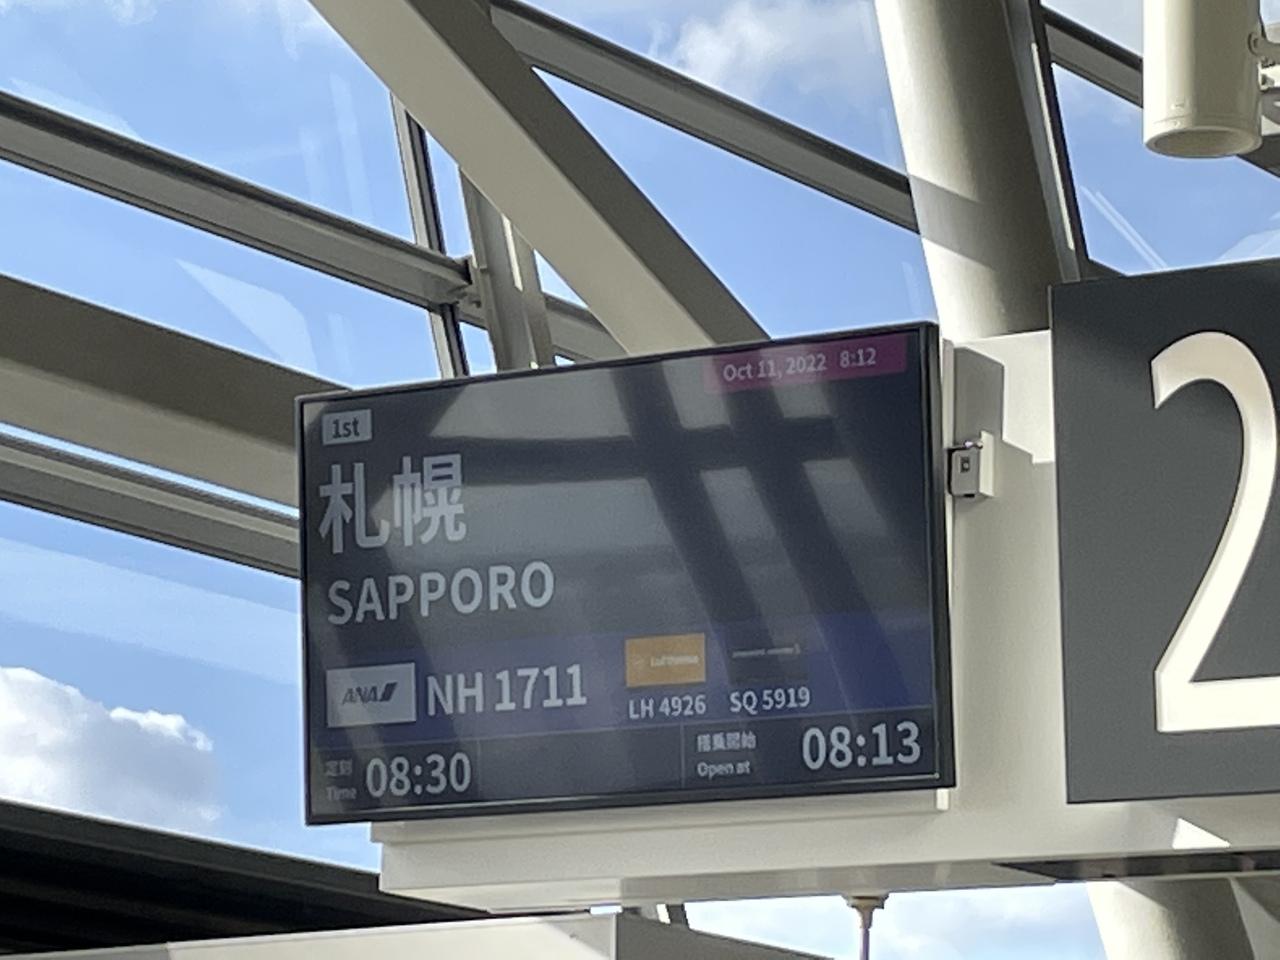 Oct 11, 2022 8:12
1st
札幌
SAPPORO
ANA NH 1711
Lufthansa
LH 4926 SQ 5919
定刻 Time 08:30
搭乗開始 Open at 08:13
2